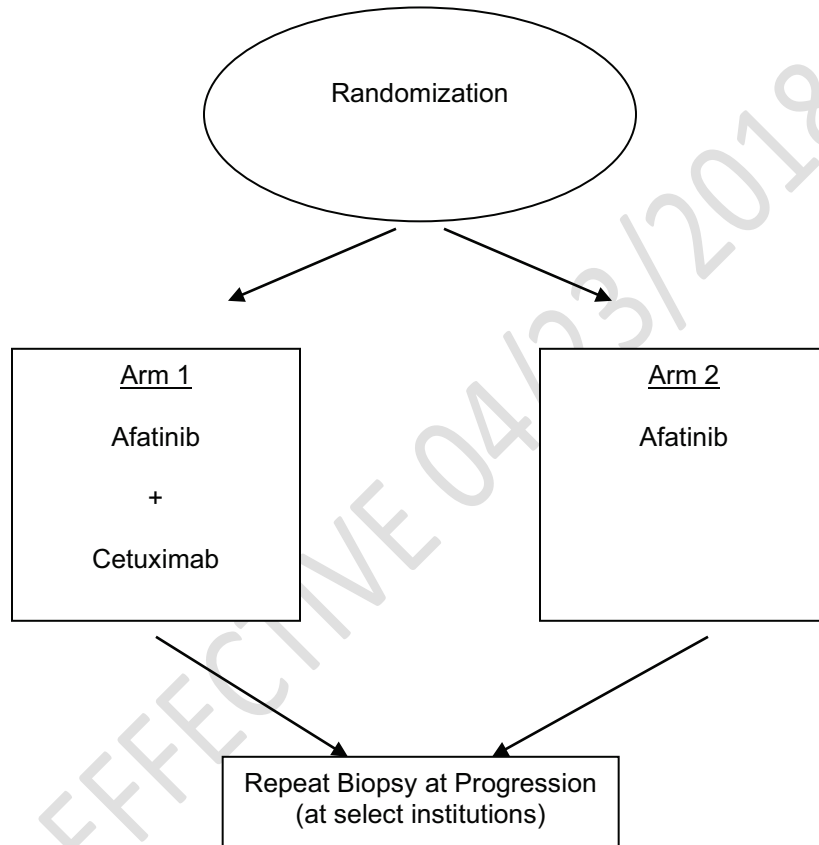 Randomization
Arm 1
Afatinib
+
Cetuximab
Arm 2
Afatinib
Repeat Biopsy at Progression
(at select institutions)
EFFECTIVE 04/23/2018